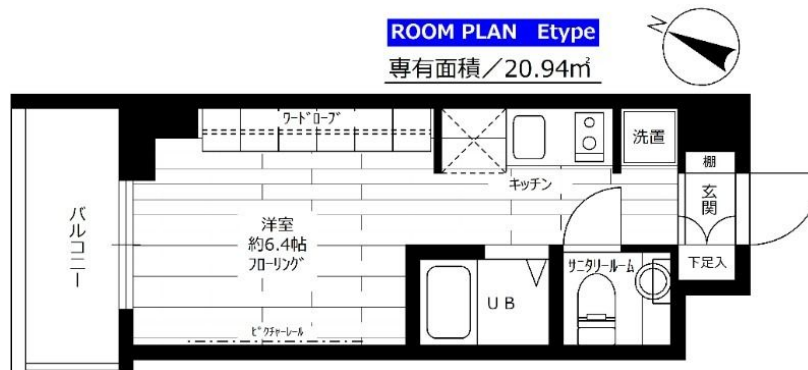 ROOM PLAN Etype
専有面積／20.94㎡
N
ワードローブ
洗置
棚
玄関
下足入
キッチン
バルコニー
洋室
約6.4帖
フローリング
サニタリールーム
UB
ピクチャーレール